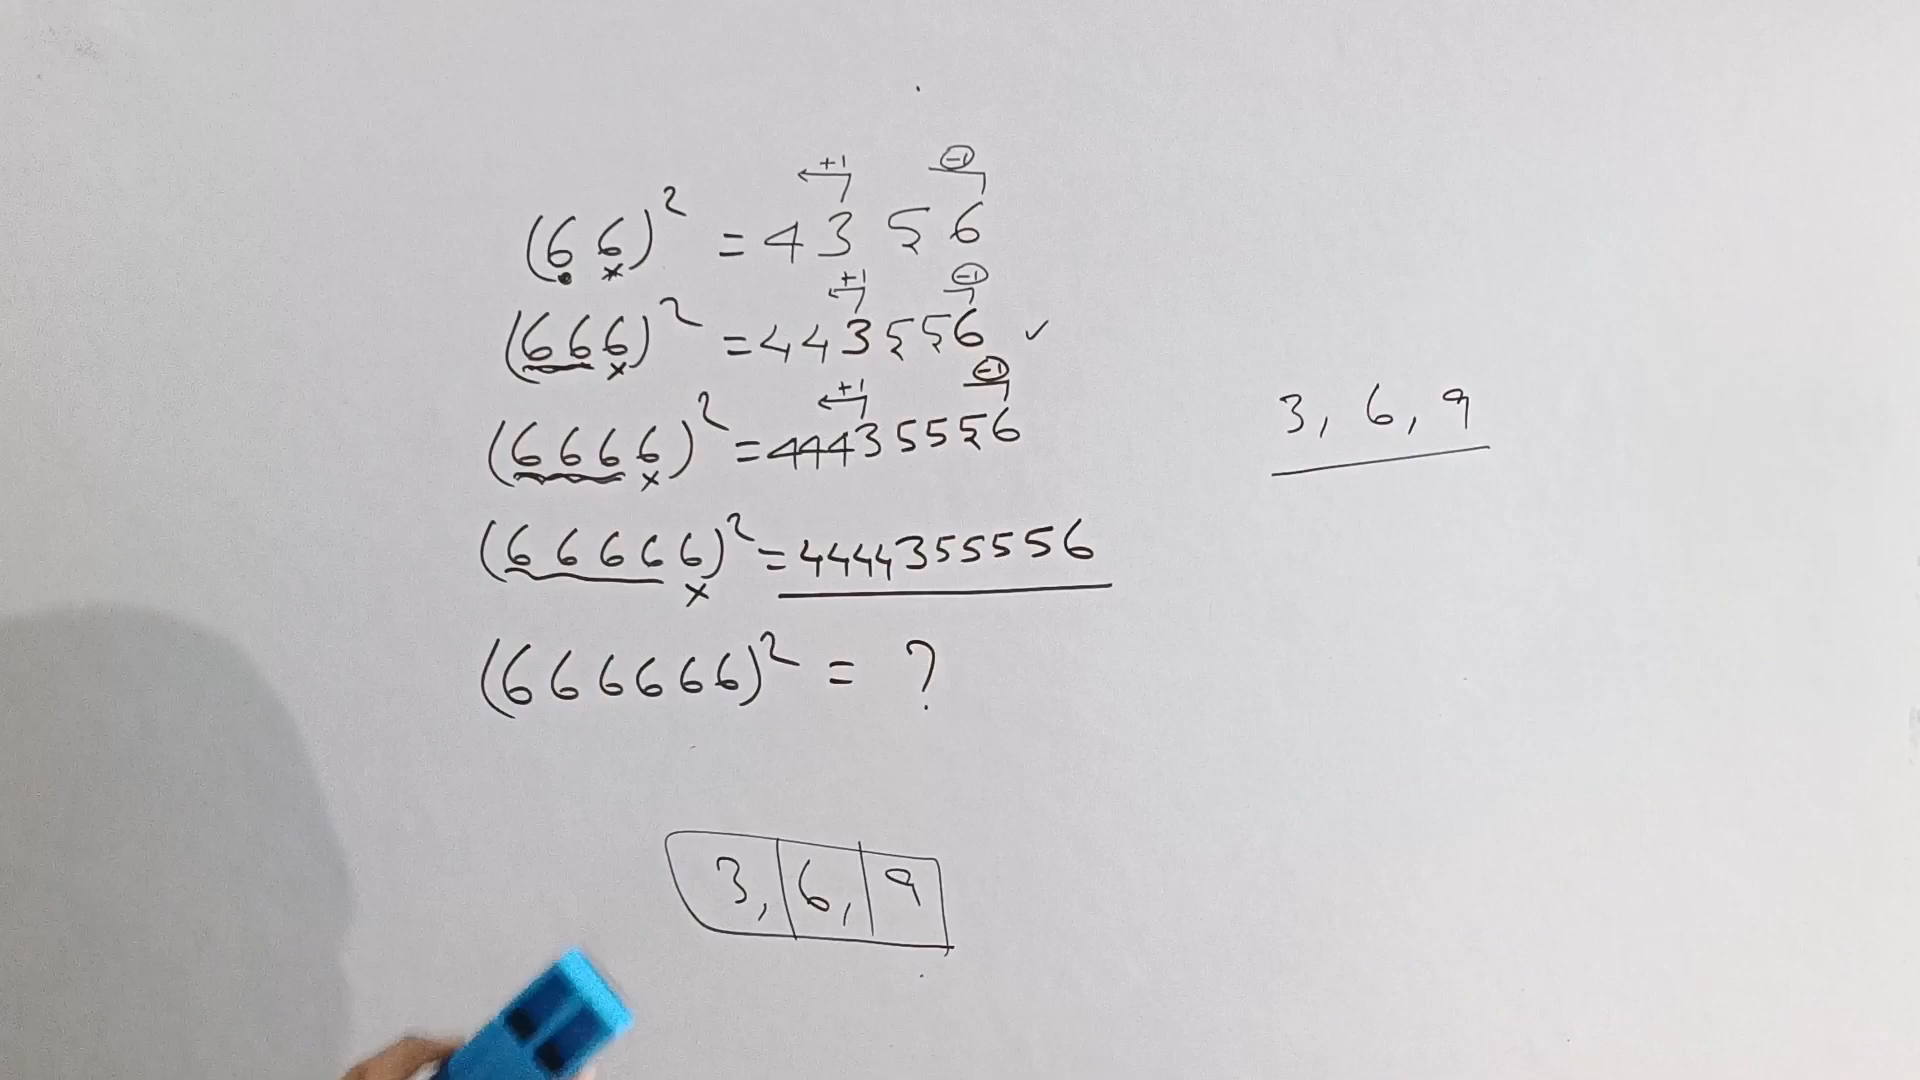 +1 -1
(66)² = 4356
+1 -1
(666)² = 443556 ✓
+1 -1
(6666)² = 44435556
3, 6, 9
(66666)² = 4444355556
(666666)² = ?
3, 6, 9